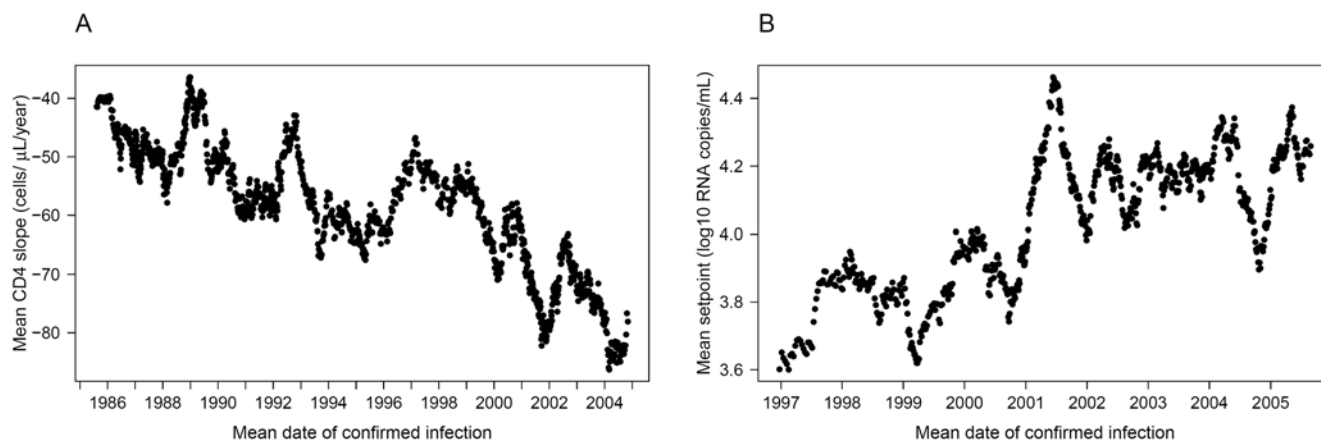 A
B
Mean CD4 slope (cells/ μL/year)
−40
−50
−60
−70
−80
1986 1988 1990 1992 1994 1996 1998 2000 2002 2004
Mean date of confirmed infection
Mean setpoint (log10 RNA copies/mL)
4.4
4.2
4.0
3.8
3.6
1997 1998 1999 2000 2001 2002 2003 2004 2005
Mean date of confirmed infection